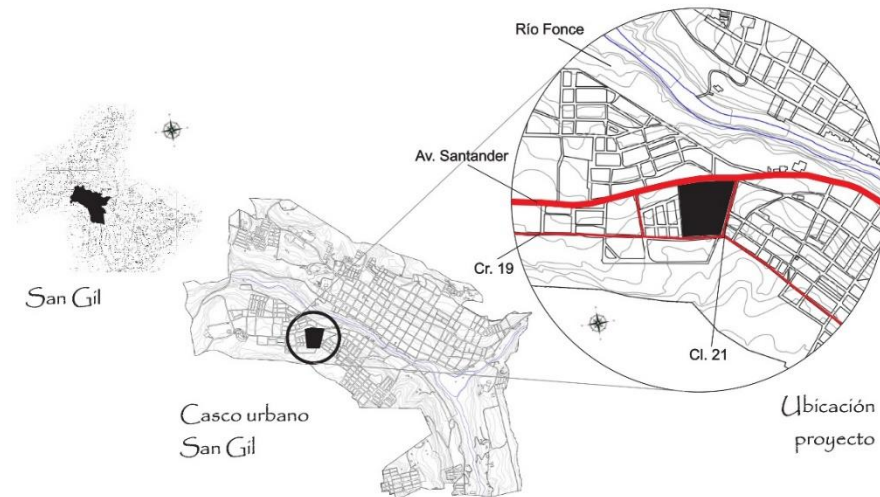 Río Fonce
Av. Santander
San Gil
Cr. 19
Cl. 21
Casco urbano
San Gil
Ubicación
proyecto